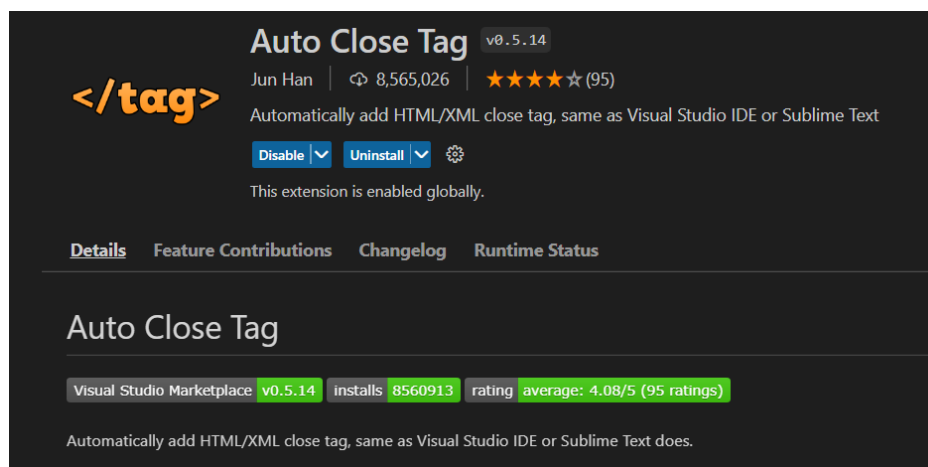 </tag>
Auto Close Tag v0.5.14
Jun Han 8,565,026 (95)
Automatically add HTML/XML close tag, same as Visual Studio IDE or Sublime Text
Disable Uninstall
This extension is enabled globally.
Details Feature Contributions Changelog Runtime Status
Auto Close Tag
Visual Studio Marketplace v0.5.14 installs 8560913 rating average: 4.08/5 (95 ratings)
Automatically add HTML/XML close tag, same as Visual Studio IDE or Sublime Text does.